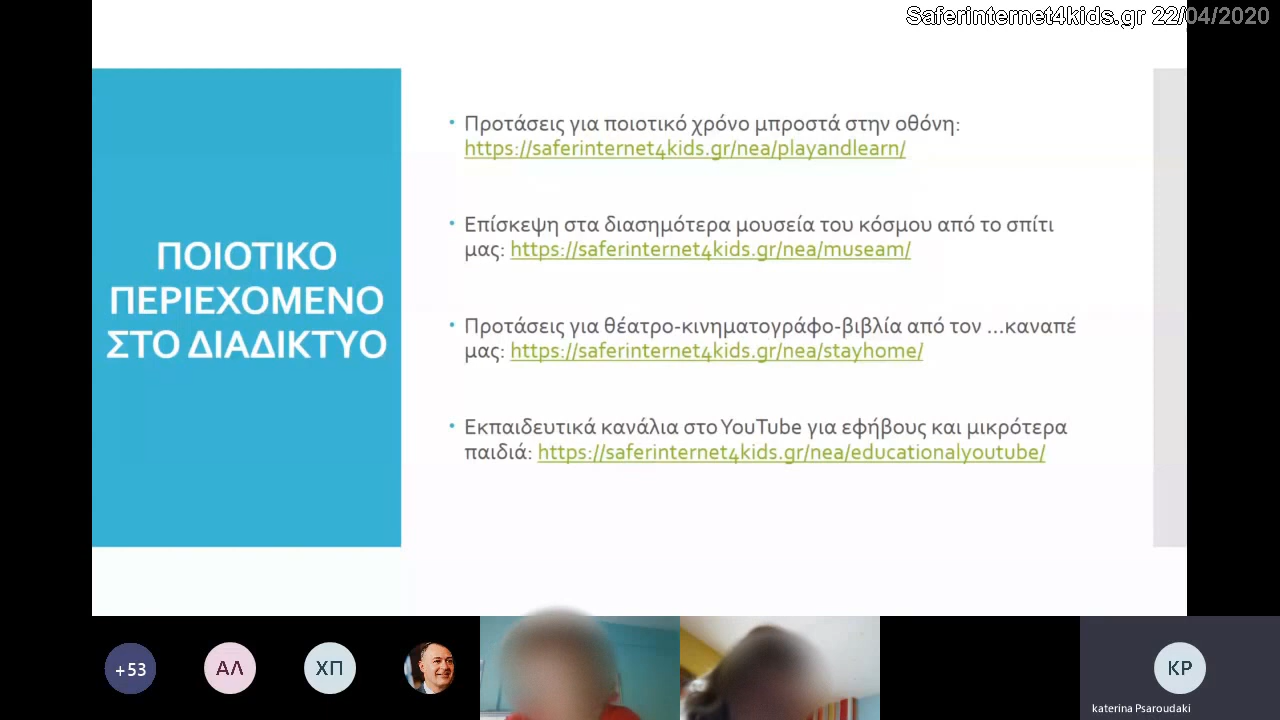 Saferinternet4kids.gr 22/04/2020
ΠΟΙΟΤΙΚΟ
ΠΕΡΙΕΧΟΜΕΝΟ
ΣΤΟ ΔΙΑΔΙΚΤΥΟ
• Προτάσεις για ποιοτικό χρόνο μπροστά στην οθόνη:
https://saferinternet4kids.gr/nea/playandlearn/
• Επίσκεψη στα διασημότερα μουσεία του κόσμου από το σπίτι
μας: https://saferinternet4kids.gr/nea/museam/
• Προτάσεις για θέατρο-κινηματογράφο-βιβλία από τον ...καναπέ
μας: https://saferinternet4kids.gr/nea/stayhome/
• Εκπαιδευτικά κανάλια στο YouTube για εφήβους και μικρότερα
παιδιά: https://saferinternet4kids.gr/nea/educationalyoutube/
+53
ΑΛ
ΧΠ
KP
katerina Psaroudaki